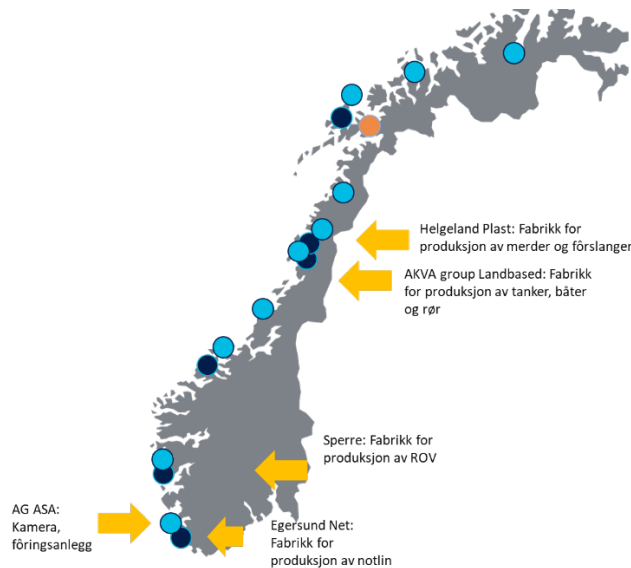 Helgeland Plast: Fabrikk for
produksjon av merder og fôrslanger
AKVA group Landbased: Fabrikk
for produksjon av tanker, båter
og rør
Sperre: Fabrikk for
produksjon av ROV
AG ASA:
Kamera,
fôringsanlegg
Egersund Net:
Fabrikk for
produksjon av notlin